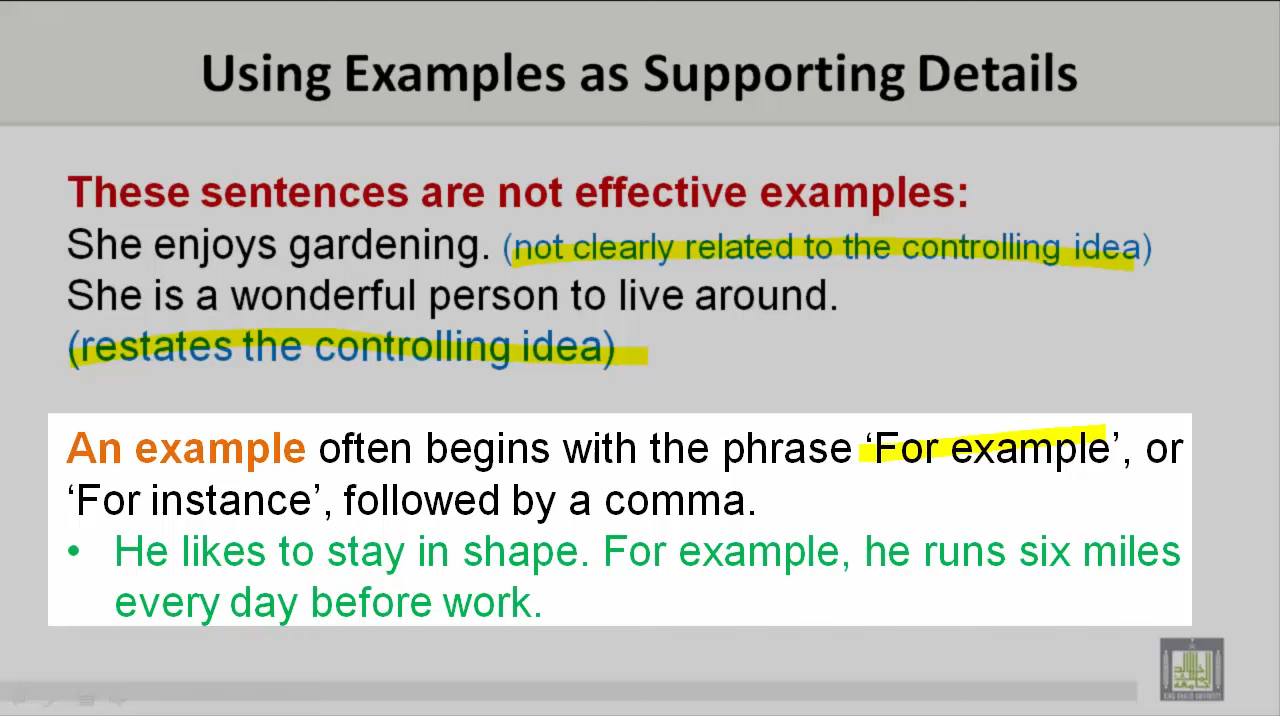 Using Examples as Supporting Details
These sentences are not effective examples:
She enjoys gardening. (not clearly related to the controlling idea)
She is a wonderful person to live around.
(restates the controlling idea)
An example often begins with the phrase ‘For example’, or
‘For instance’, followed by a comma.
• He likes to stay in shape. For example, he runs six miles
every day before work.